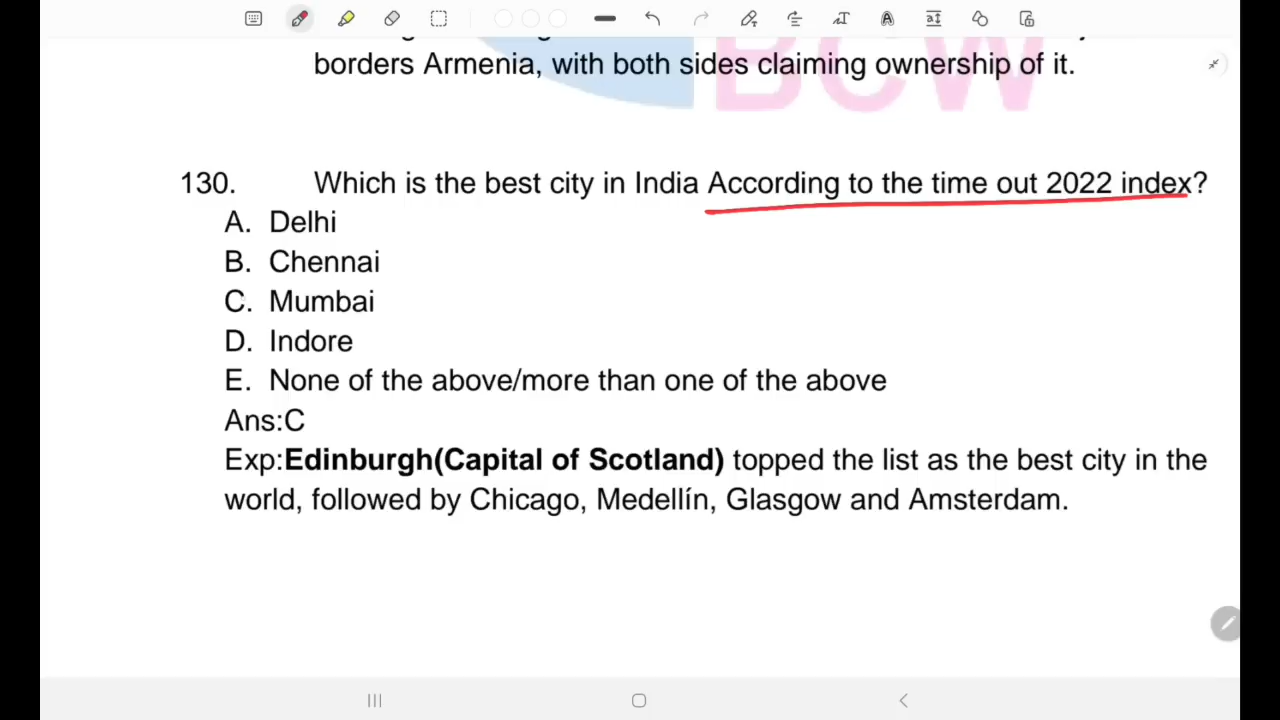 borders Armenia, with both sides claiming ownership of it.
BCW
130. Which is the best city in India According to the time out 2022 index?
A. Delhi
B. Chennai
C. Mumbai
D. Indore
E. None of the above/more than one of the above
Ans:C
Exp:Edinburgh(Capital of Scotland) topped the list as the best city in the
world, followed by Chicago, Medellín, Glasgow and Amsterdam.